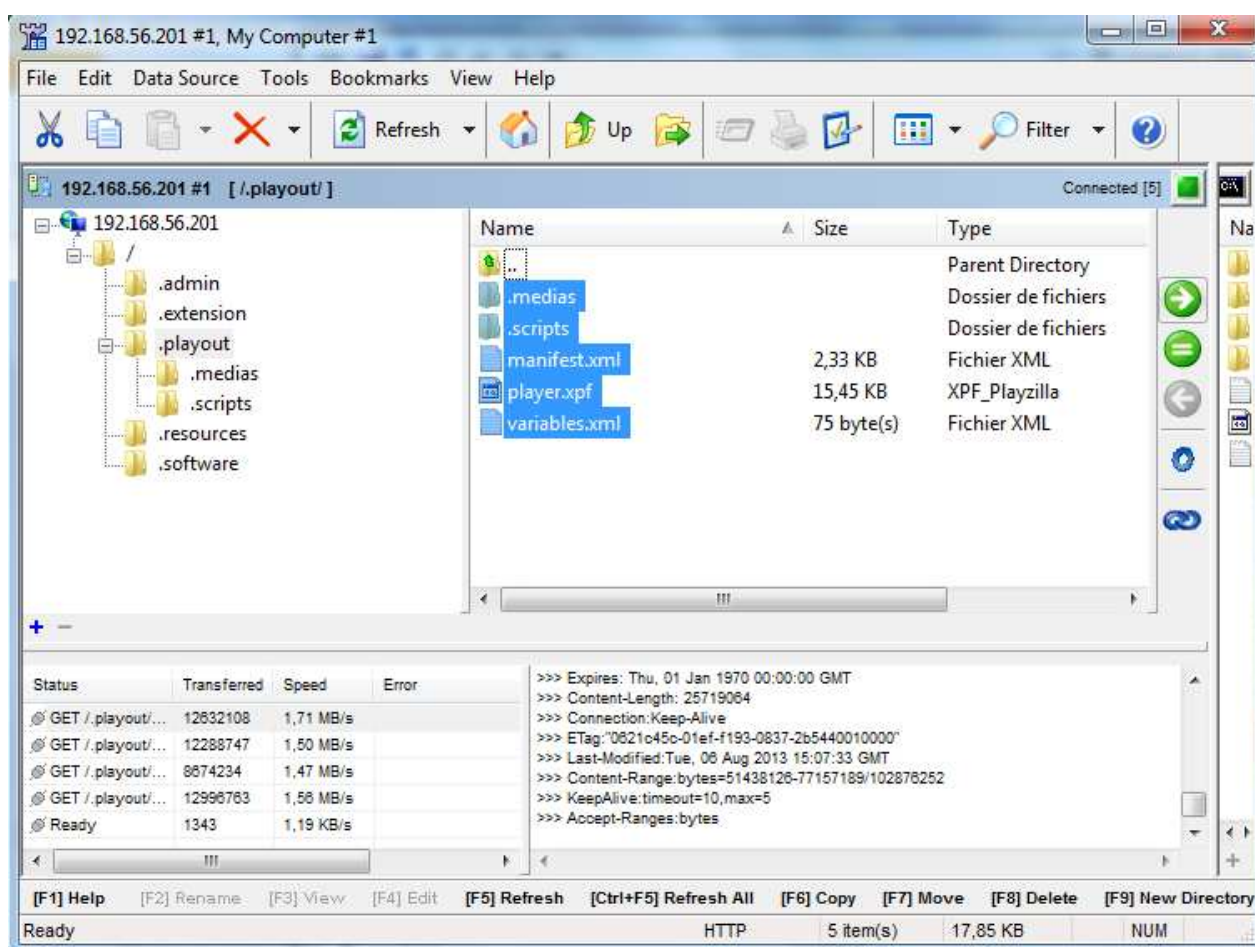 192.168.56.201 #1, My Computer #1
File Edit Data Source Tools Bookmarks View Help
Refresh Up Filter
192.168.56.201 #1 [ /.playout/ ] Connected [5]
192.168.56.201
/
.admin
.extension
.playout
.medias
.scripts
.resources
.software
Name Size Type
.. Parent Directory
.medias Dossier de fichiers
.scripts Dossier de fichiers
manifest.xml 2,33 KB Fichier XML
player.xpf 15,45 KB XPF_Playzilla
variables.xml 75 byte(s) Fichier XML
Na
Status Transferred Speed Error
GET /.playout/... 12632108 1,71 MB/s
GET /.playout/... 12288747 1,50 MB/s
GET /.playout/... 8674234 1,47 MB/s
GET /.playout/... 12996763 1,56 MB/s
Ready 1343 1,19 KB/s
>>> Expires: Thu, 01 Jan 1970 00:00:00 GMT
>>> Content-Length: 25719064
>>> Connection:Keep-Alive
>>> ETag:"0621c45c-01ef-f193-0837-2b5440010000"
>>> Last-Modified:Tue, 06 Aug 2013 15:07:33 GMT
>>> Content-Range:bytes=51438126-77157189/102876252
>>> KeepAlive:timeout=10,max=5
>>> Accept-Ranges:bytes
[F1] Help [F2] Rename [F3] View [F4] Edit [F5] Refresh [Ctrl+F5] Refresh All [F6] Copy [F7] Move [F8] Delete [F9] New Directory
Ready HTTP 5 item(s) 17,85 KB NUM